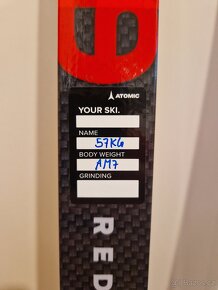 ATOMIC
YOUR SKI.
NAME
57KG
BODY WEIGHT
AM7
GRINDING
RED